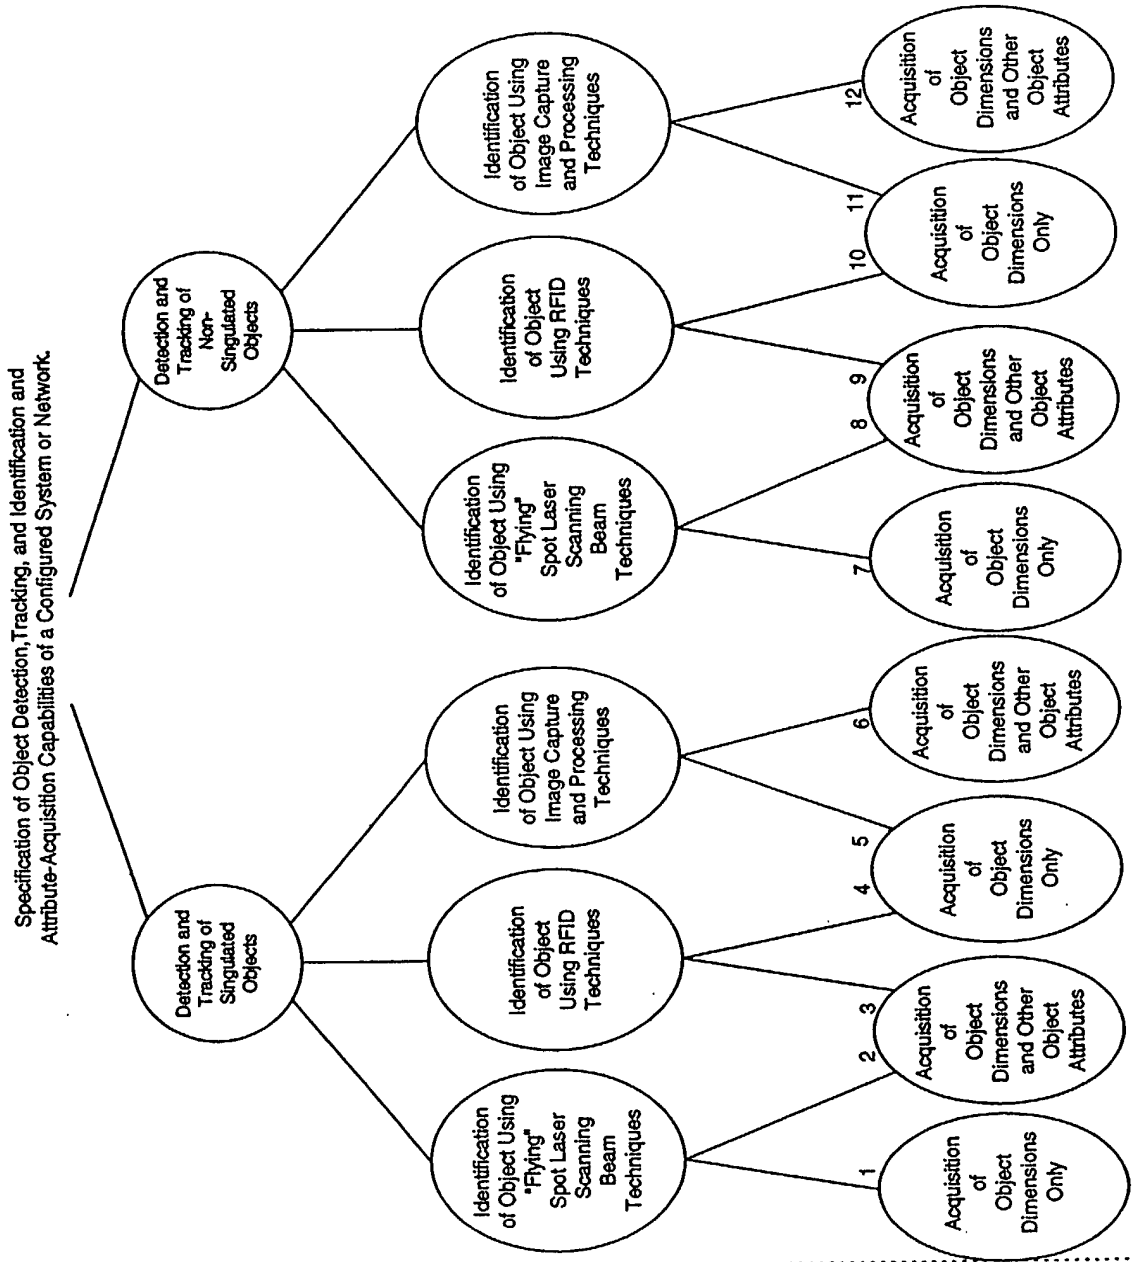 Specification of Object Detection,Tracking, and Identification and
Attribute-Acquisition Capabilities of a Configured System or Network.
Detection and
Tracking of
Singulated
Objects
Detection and
Tracking of
Non-
Singulated
Objects
Identification
of Object Using
"Flying"
Spot Laser
Scanning
Beam
Techniques
Identification
of Object
Using RFID
Techniques
Identification
of Object Using
Image Capture
and Processing
Techniques
Identification
of Object Using
"Flying"
Spot Laser
Scanning
Beam
Techniques
Identification
of Object
Using RFID
Techniques
Identification
of Object Using
Image Capture
and Processing
Techniques
1
2
3
4
5
6
7
8
9
10
11
12
Acquisition
of
Object
Dimensions
Only
Acquisition
of
Object
Dimensions
and Other
Object
Attributes
Acquisition
of
Object
Dimensions
Only
Acquisition
of
Object
Dimensions
and Other
Object
Attributes
Acquisition
of
Object
Dimensions
Only
Acquisition
of
Object
Dimensions
and Other
Object
Attributes
Acquisition
of
Object
Dimensions
Only
Acquisition
of
Object
Dimensions
and Other
Object
Attributes